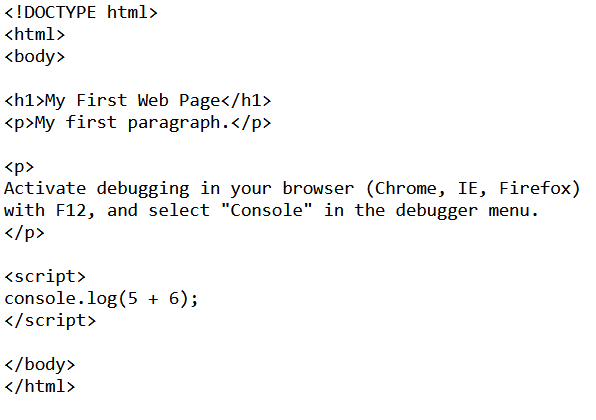 <!DOCTYPE html>
<html>
<body>
<h1>My First Web Page</h1>
<p>My first paragraph.</p>
<p>
Activate debugging in your browser (Chrome, IE, Firefox)
with F12, and select "Console" in the debugger menu.
</p>
<script>
console.log(5 + 6);
</script>
</body>
</html>